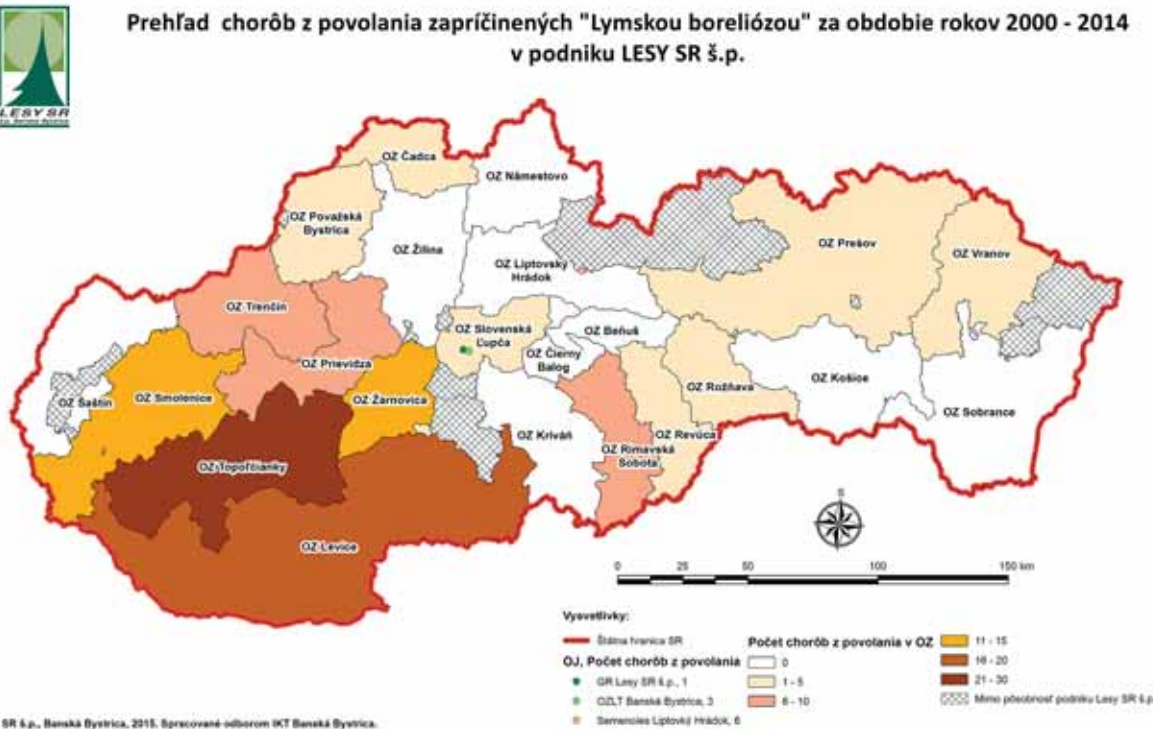 Prehľad chorôb z povolania zapríčinených "Lymskou boreliózou" za obdobie rokov 2000 - 2014
v podniku LESY SR š.p.
LESY SR
OZ Čadca
OZ Námestovo
OZ Považská
Bystrica
OZ Žilina
OZ Prešov
OZ Vranov
OZ Liptovský
Hrádok
OZ Trenčín
OZ Slovenská
Ľupča
OZ Beňuš
OZ Prievidza
OZ Čierny
Balog
OZ Šaštín
OZ Smolenice
OZ Žarnovica
OZ Rožňava
OZ Košice
OZ Sobrance
OZ Kriváň
OZ Revúca
OZ Rimavská
Sobota
OZ Topoľčianky
OZ Levice
S
0 25 50 100 150 km
Vysvetlivky:
Štátna hranica SR
OJ, Počet chorôb z povolania
GR Lesy SR š.p., 1
OZLT Banská Bystrica, 3
Semenoles Liptovký Hrádok, 6
Počet chorôb z povolania v OZ
0
1 - 5
6 - 10
11 - 15
16 - 20
21 - 30
Mimo pôsobnosť podniku Lesy SR š.p
SR š.p., Banská Bystrica, 2015. Spracované odborom IKT Banská Bystrica.